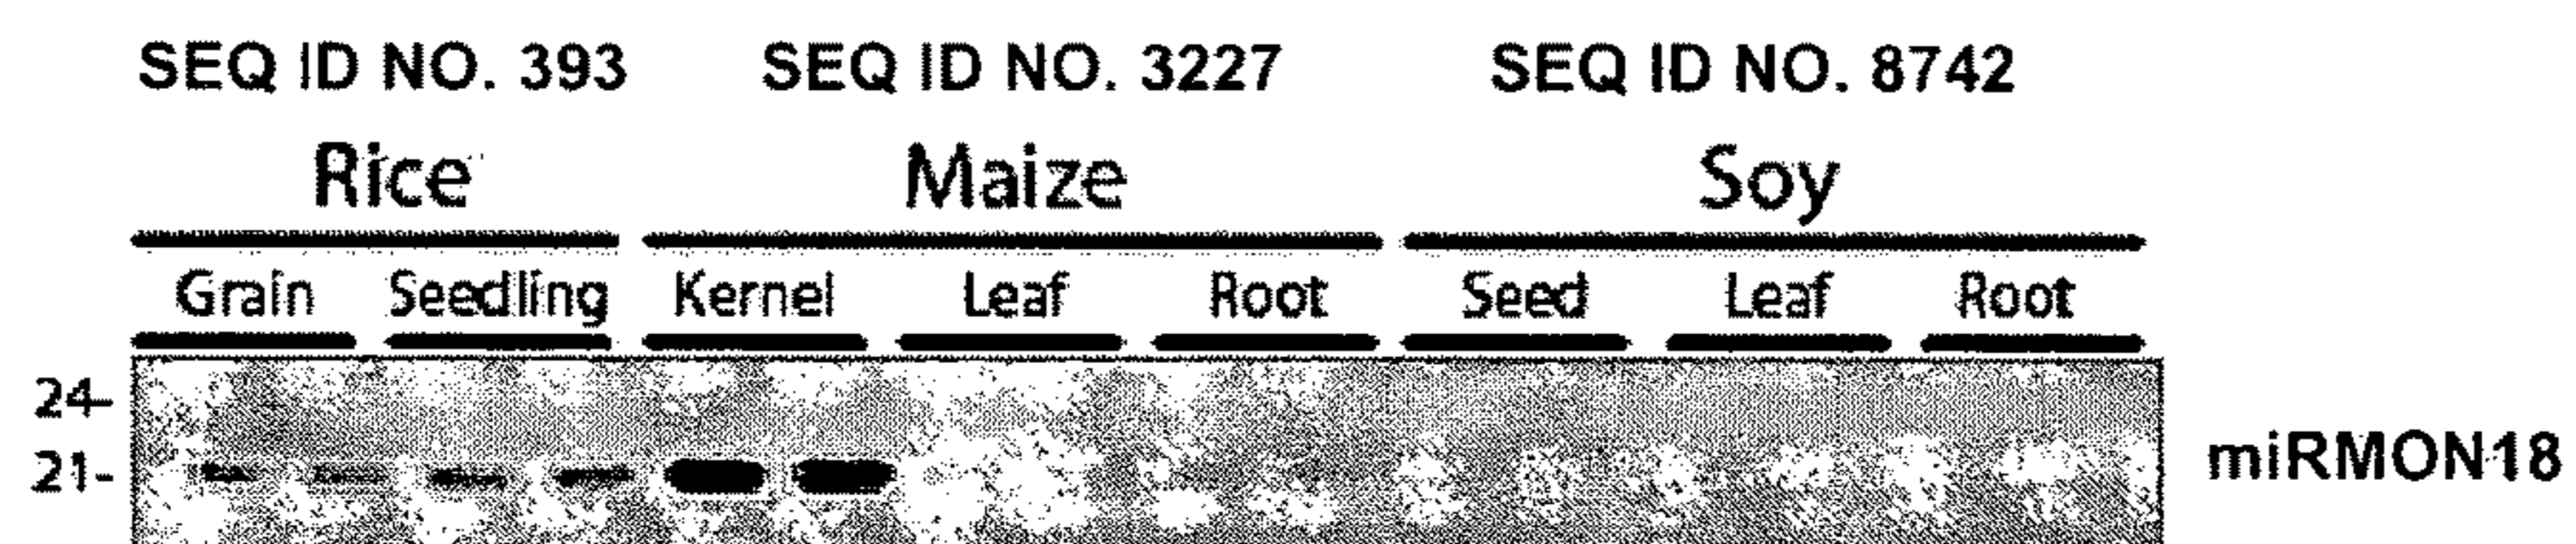 SEQ ID NO. 393 SEQ ID NO. 3227 SEQ ID NO. 8742
Rice Maize Soy
Grain Seedling Kernel Leaf Root Seed Leaf Root
24-
21- miRMON18